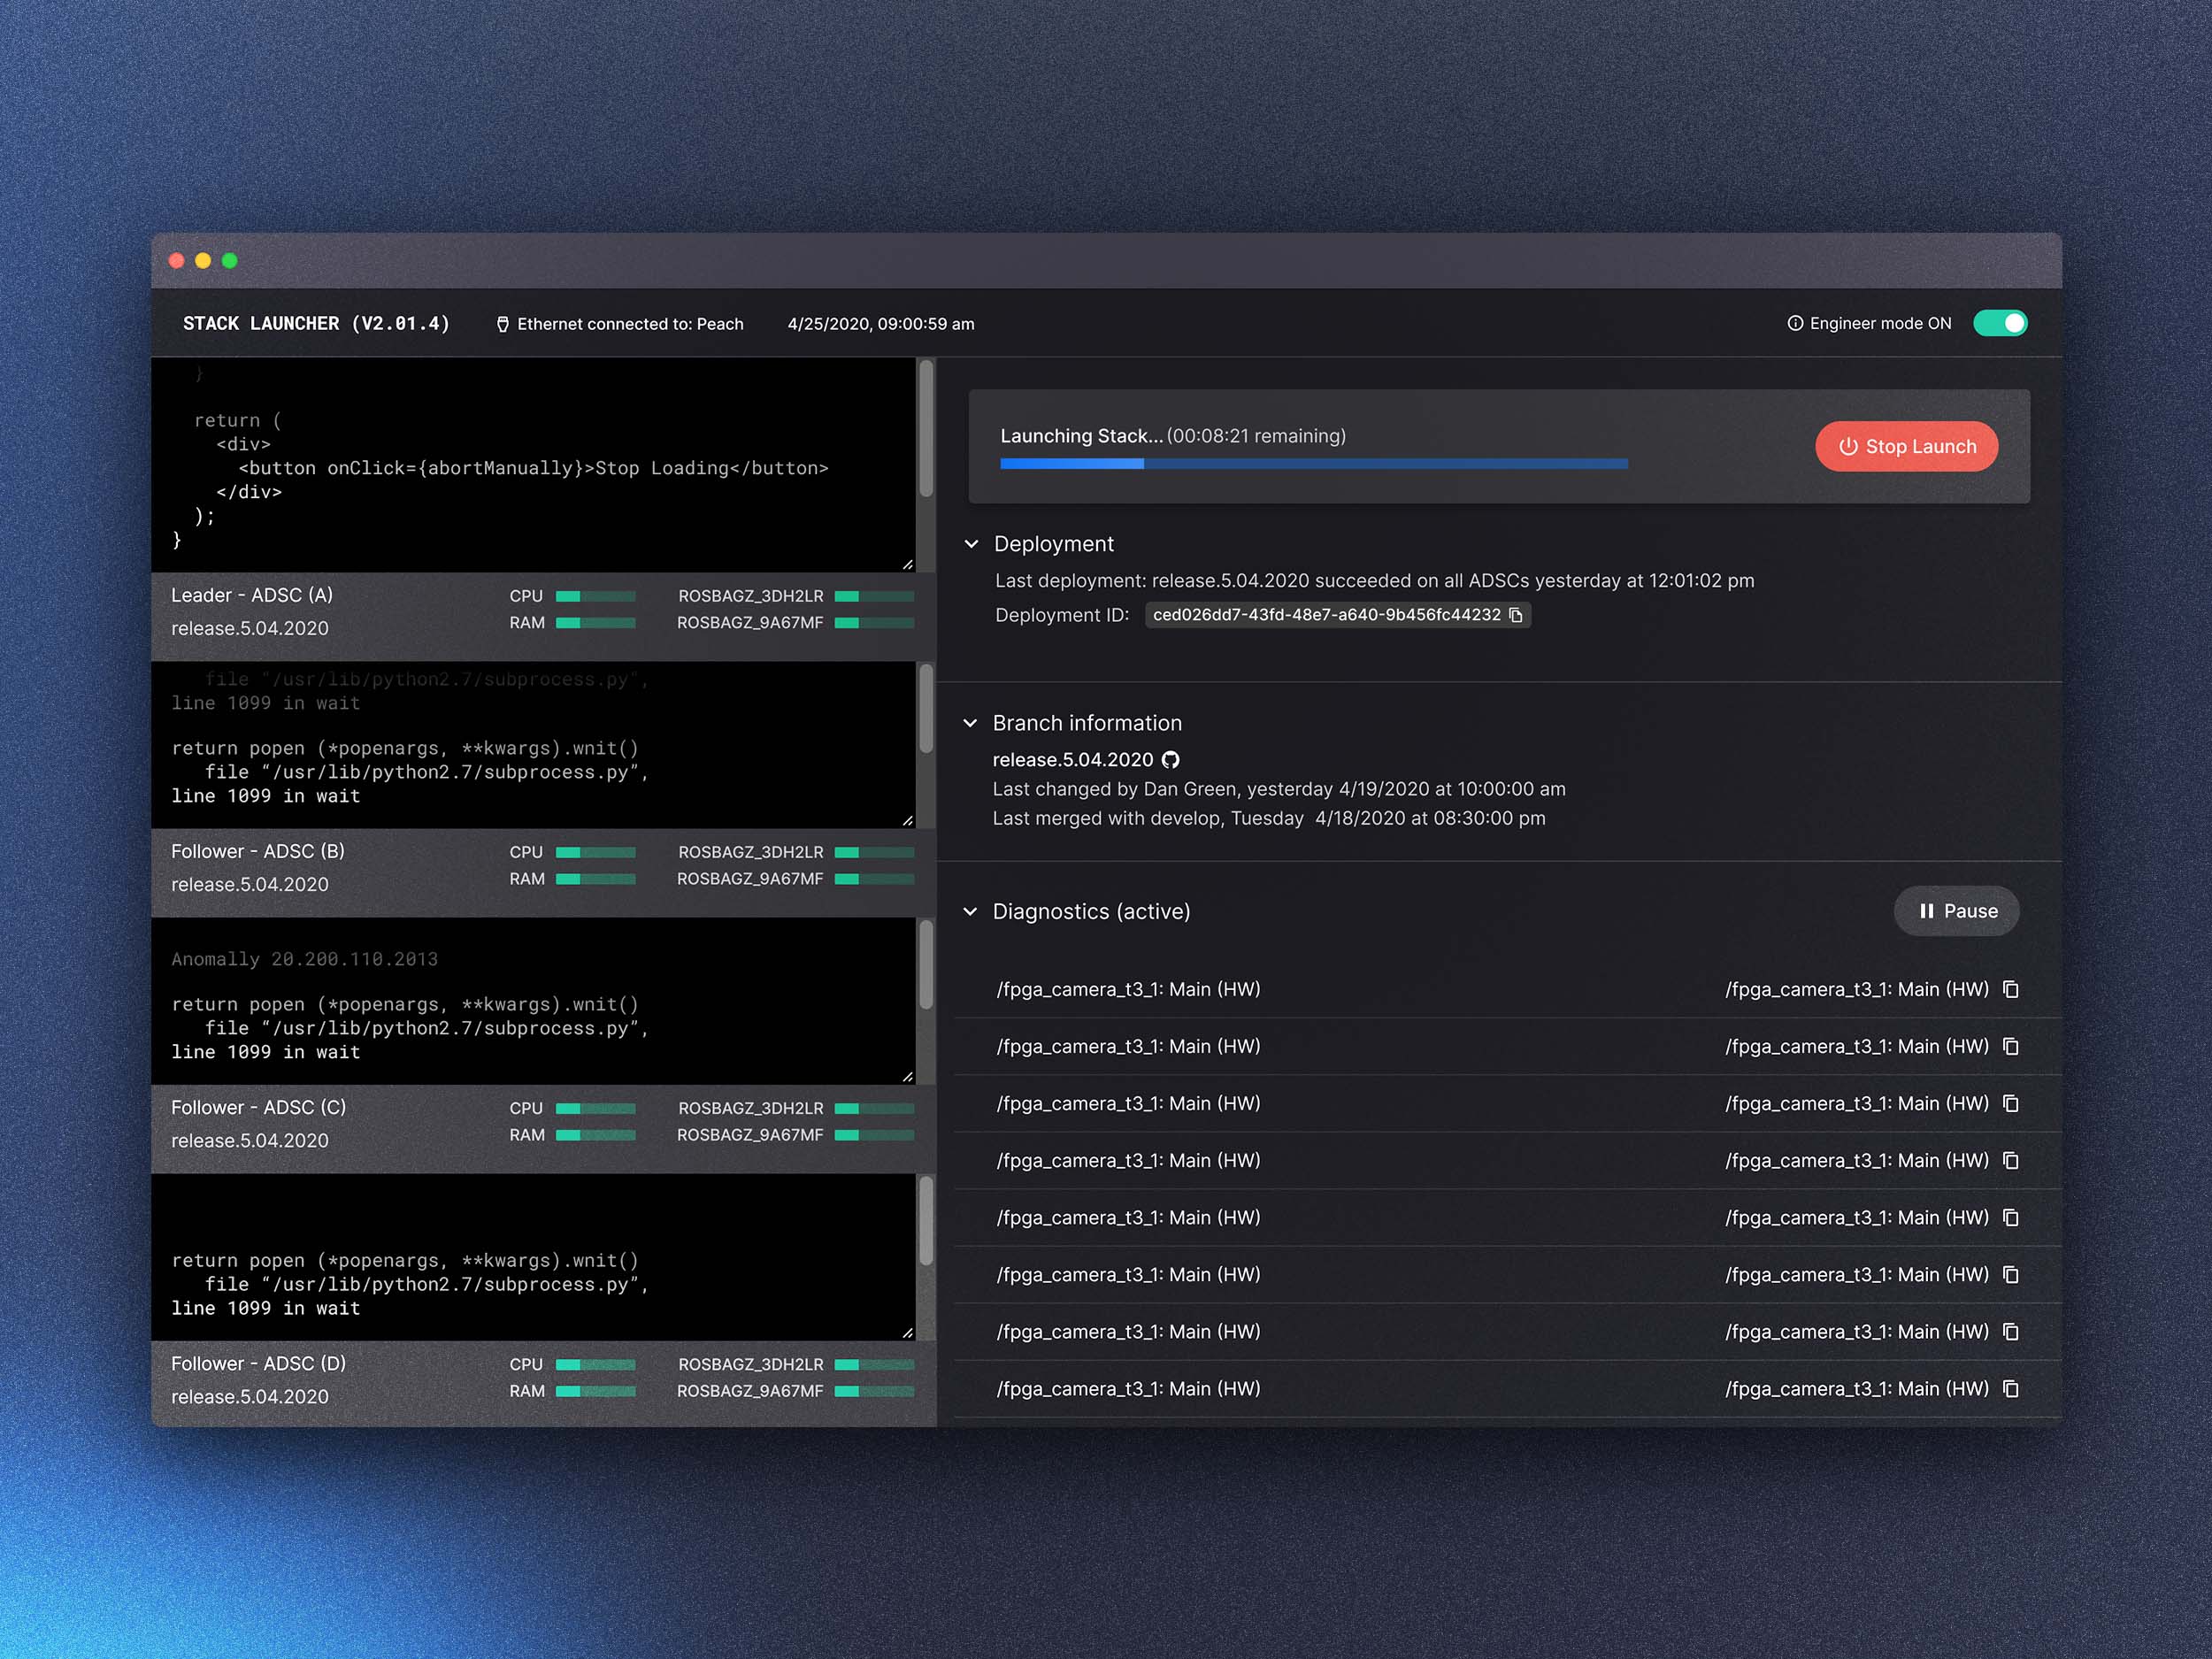 STACK LAUNCHER (V2.01.4)
Ethernet connected to: Peach
4/25/2020, 09:00:59 am
Engineer mode ON
}
return (
<div>
<button onClick={abortManually}>Stop Loading</button>
</div>
);
}
Leader - ADSC (A)
release.5.04.2020
CPU
RAM
ROSBAGZ_3DH2LR
ROSBAGZ_9A67MF
file “/usr/lib/python2.7/subprocess.py”,
line 1099 in wait
return popen (*popenargs, **kwargs).wnit()
file “/usr/lib/python2.7/subprocess.py”,
line 1099 in wait
Follower - ADSC (B)
release.5.04.2020
CPU
RAM
ROSBAGZ_3DH2LR
ROSBAGZ_9A67MF
Anomally 20.200.110.2013
return popen (*popenargs, **kwargs).wnit()
file “/usr/lib/python2.7/subprocess.py”,
line 1099 in wait
Follower - ADSC (C)
release.5.04.2020
CPU
RAM
ROSBAGZ_3DH2LR
ROSBAGZ_9A67MF
return popen (*popenargs, **kwargs).wnit()
file “/usr/lib/python2.7/subprocess.py”,
line 1099 in wait
Follower - ADSC (D)
release.5.04.2020
CPU
RAM
ROSBAGZ_3DH2LR
ROSBAGZ_9A67MF
Launching Stack... (00:08:21 remaining)
Stop Launch
Deployment
Last deployment: release.5.04.2020 succeeded on all ADSCs yesterday at 12:01:02 pm
Deployment ID: ced026dd7-43fd-48e7-a640-9b456fc44232
Branch information
release.5.04.2020
Last changed by Dan Green, yesterday 4/19/2020 at 10:00:00 am
Last merged with develop, Tuesday 4/18/2020 at 08:30:00 pm
Diagnostics (active)
Pause
/fpga_camera_t3_1: Main (HW) /fpga_camera_t3_1: Main (HW)
/fpga_camera_t3_1: Main (HW) /fpga_camera_t3_1: Main (HW)
/fpga_camera_t3_1: Main (HW) /fpga_camera_t3_1: Main (HW)
/fpga_camera_t3_1: Main (HW) /fpga_camera_t3_1: Main (HW)
/fpga_camera_t3_1: Main (HW) /fpga_camera_t3_1: Main (HW)
/fpga_camera_t3_1: Main (HW) /fpga_camera_t3_1: Main (HW)
/fpga_camera_t3_1: Main (HW) /fpga_camera_t3_1: Main (HW)
/fpga_camera_t3_1: Main (HW) /fpga_camera_t3_1: Main (HW)